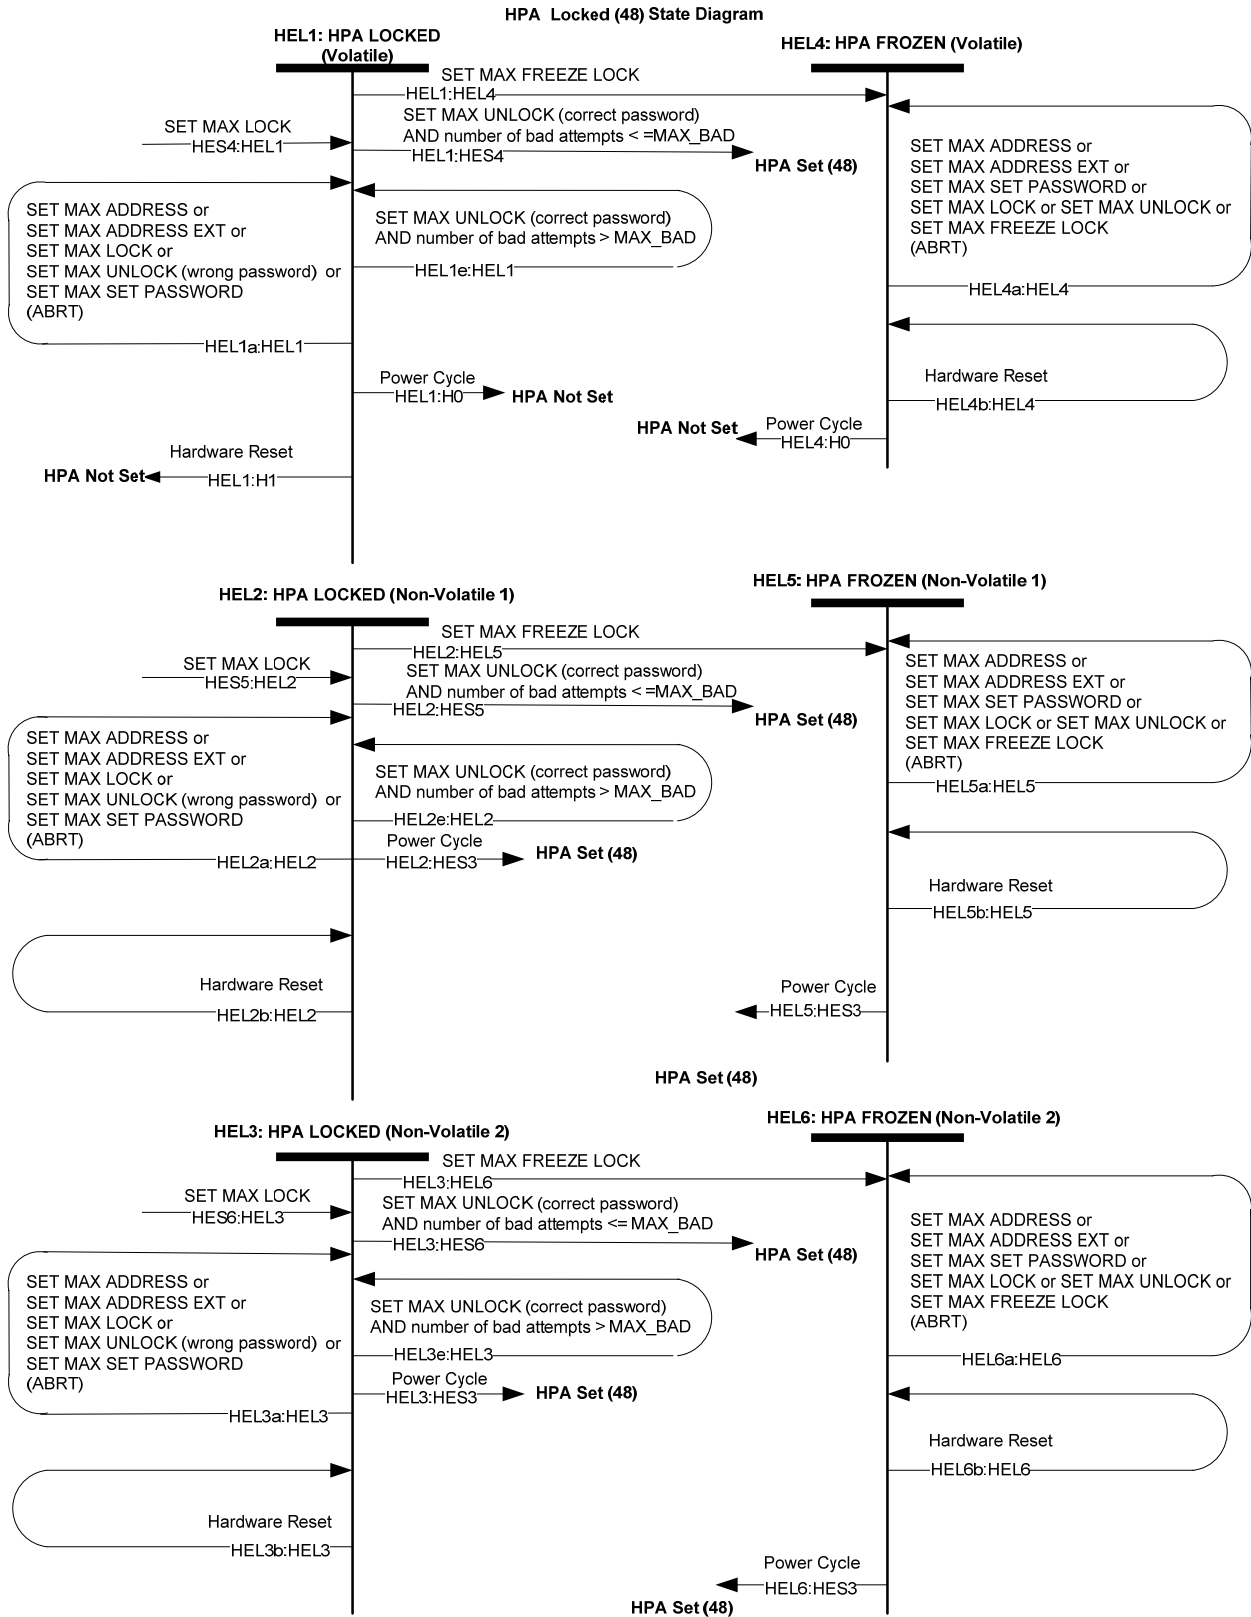 HPA Locked (48) State Diagram
HEL1: HPA LOCKED
(Volatile)
HEL4: HPA FROZEN (Volatile)
SET MAX FREEZE LOCK
HEL1:HEL4
SET MAX UNLOCK (correct password)
AND number of bad attempts < =MAX_BAD
HEL1:HES4
HPA Set (48)
SET MAX LOCK
HES4:HEL1
SET MAX ADDRESS or
SET MAX ADDRESS EXT or
SET MAX LOCK or
SET MAX UNLOCK (wrong password) or
SET MAX SET PASSWORD
(ABRT)
HEL1a:HEL1
SET MAX UNLOCK (correct password)
AND number of bad attempts > MAX_BAD
HEL1e:HEL1
Power Cycle
HEL1:H0
HPA Not Set
Hardware Reset
HPA Not Set
HEL1:H1
SET MAX ADDRESS or
SET MAX ADDRESS EXT or
SET MAX SET PASSWORD or
SET MAX LOCK or SET MAX UNLOCK or
SET MAX FREEZE LOCK
(ABRT)
HEL4a:HEL4
Hardware Reset
HEL4b:HEL4
HPA Not Set
Power Cycle
HEL4:H0
HEL2: HPA LOCKED (Non-Volatile 1)
HEL5: HPA FROZEN (Non-Volatile 1)
SET MAX FREEZE LOCK
HEL2:HEL5
SET MAX UNLOCK (correct password)
AND number of bad attempts < =MAX_BAD
HEL2:HES5
HPA Set (48)
SET MAX LOCK
HES5:HEL2
SET MAX ADDRESS or
SET MAX ADDRESS EXT or
SET MAX LOCK or
SET MAX UNLOCK (wrong password) or
SET MAX SET PASSWORD
(ABRT)
HEL2a:HEL2
SET MAX UNLOCK (correct password)
AND number of bad attempts > MAX_BAD
HEL2e:HEL2
Power Cycle
HEL2:HES3
HPA Set (48)
Hardware Reset
HEL2b:HEL2
SET MAX ADDRESS or
SET MAX ADDRESS EXT or
SET MAX SET PASSWORD or
SET MAX LOCK or SET MAX UNLOCK or
SET MAX FREEZE LOCK
(ABRT)
HEL5a:HEL5
Hardware Reset
HEL5b:HEL5
Power Cycle
HEL5:HES3
HPA Set (48)
HEL3: HPA LOCKED (Non-Volatile 2)
HEL6: HPA FROZEN (Non-Volatile 2)
SET MAX FREEZE LOCK
HEL3:HEL6
SET MAX UNLOCK (correct password)
AND number of bad attempts <= MAX_BAD
HEL3:HES6
HPA Set (48)
SET MAX LOCK
HES6:HEL3
SET MAX ADDRESS or
SET MAX ADDRESS EXT or
SET MAX LOCK or
SET MAX UNLOCK (wrong password) or
SET MAX SET PASSWORD
(ABRT)
HEL3a:HEL3
SET MAX UNLOCK (correct password)
AND number of bad attempts > MAX_BAD
HEL3e:HEL3
Power Cycle
HEL3:HES3
HPA Set (48)
Hardware Reset
HEL3b:HEL3
SET MAX ADDRESS or
SET MAX ADDRESS EXT or
SET MAX SET PASSWORD or
SET MAX LOCK or SET MAX UNLOCK or
SET MAX FREEZE LOCK
(ABRT)
HEL6a:HEL6
Hardware Reset
HEL6b:HEL6
Power Cycle
HEL6:HES3
HPA Set (48)